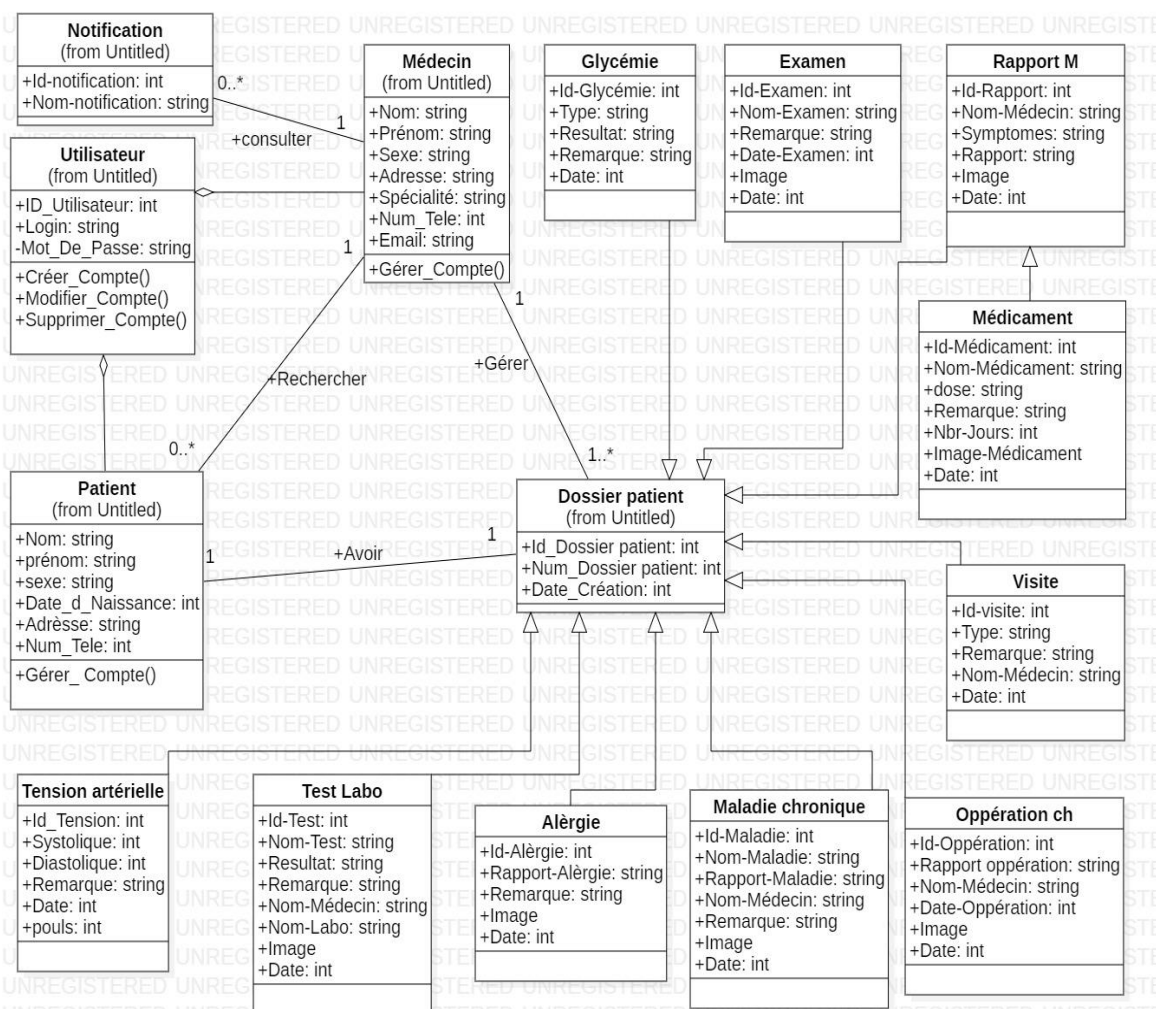 Notification
(from Untitled)
+Id-notification: int
+Nom-notification: string
0..*
+consulter
1
Médecin
(from Untitled)
+Nom: string
+Prénom: string
+Sexe: string
+Adresse: string
+Spécialité: string
+Num_Tele: int
+Email: string
+Gérer_Compte()
Glycémie
+Id-Glycémie: int
+Type: string
+Resultat: string
+Remarque: string
+Date: int
Examen
+Id-Examen: int
+Nom-Examen: string
+Remarque: string
+Date-Examen: int
+Image
+Date: int
Rapport M
+Id-Rapport: int
+Nom-Médecin: string
+Symptomes: string
+Rapport: string
+Image
+Date: int
Utilisateur
(from Untitled)
+ID_Utilisateur: int
+Login: string
-Mot_De_Passe: string
+Créer_Compte()
+Modifier_Compte()
+Supprimer_Compte()
1
+Rechercher
0..*
1
+Gérer
1..*
Médicament
+Id-Médicament: int
+Nom-Médicament: string
+dose: string
+Remarque: string
+Nbr-Jours: int
+Image-Médicament
+Date: int
Patient
(from Untitled)
+Nom: string
+prénom: string
+sexe: string
+Date_d_Naissance: int
+Adrèsse: string
+Num_Tele: int
+Gérer_ Compte()
1
+Avoir
1
Dossier patient
(from Untitled)
+Id_Dossier patient: int
+Num_Dossier patient: int
+Date_Création: int
Visite
+Id-visite: int
+Type: string
+Remarque: string
+Nom-Médecin: string
+Date: int
Tension artérielle
+Id_Tension: int
+Systolique: int
+Diastolique: int
+Remarque: string
+Date: int
+pouls: int
Test Labo
+Id-Test: int
+Nom-Test: string
+Resultat: string
+Remarque: string
+Nom-Médecin: string
+Nom-Labo: string
+Image
+Date: int
Alèrgie
+Id-Alèrgie: int
+Rapport-Alèrgie: string
+Remarque: string
+Image
+Date: int
Maladie chronique
+Id-Maladie: int
+Nom-Maladie: string
+Rapport-Maladie: string
+Nom-Médecin: string
+Remarque: string
+Image
+Date: int
Oppération ch
+Id-Oppération: int
+Rapport oppération: string
+Nom-Médecin: string
+Date-Oppération: int
+Image
+Date: int
UNREGISTERED